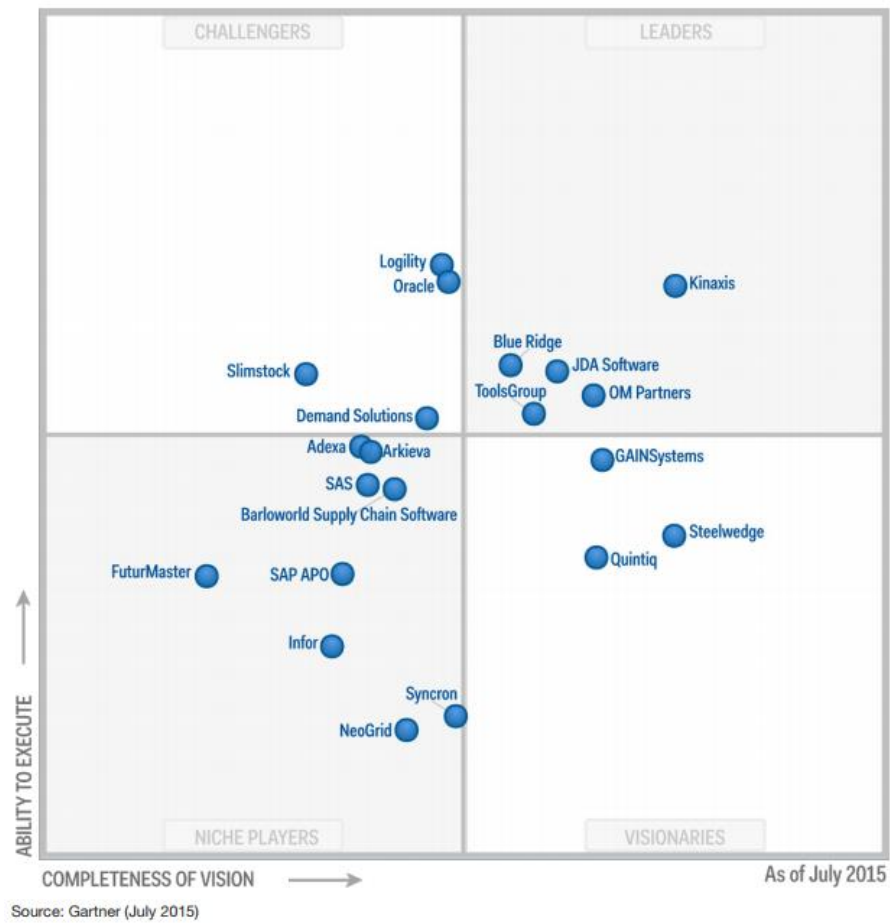 CHALLENGERS
LEADERS
Logility
Oracle
Kinaxis
Blue Ridge
Slimstock
JDA Software
ToolsGroup
OM Partners
Demand Solutions
Adexa
Arkieva
GAINSystems
SAS
Barloworld Supply Chain Software
Steelwedge
Quintiq
FuturMaster
SAP APO
Infor
Syncron
NeoGrid
ABILITY TO EXECUTE
NICHE PLAYERS
VISIONARIES
COMPLETENESS OF VISION
As of July 2015
Source: Gartner (July 2015)